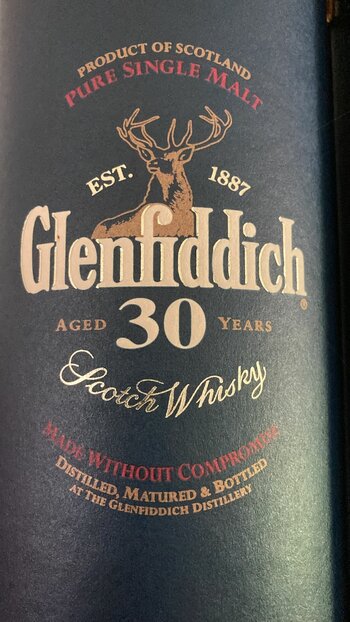 PRODUCT OF SCOTLAND
PURE SINGLE MALT
EST. 1887
Glenfiddich®
AGED 30 YEARS
Scotch Whisky
MADE WITHOUT COMPROMISE
DISTILLED, MATURED & BOTTLED
AT THE GLENFIDDICH DISTILLERY